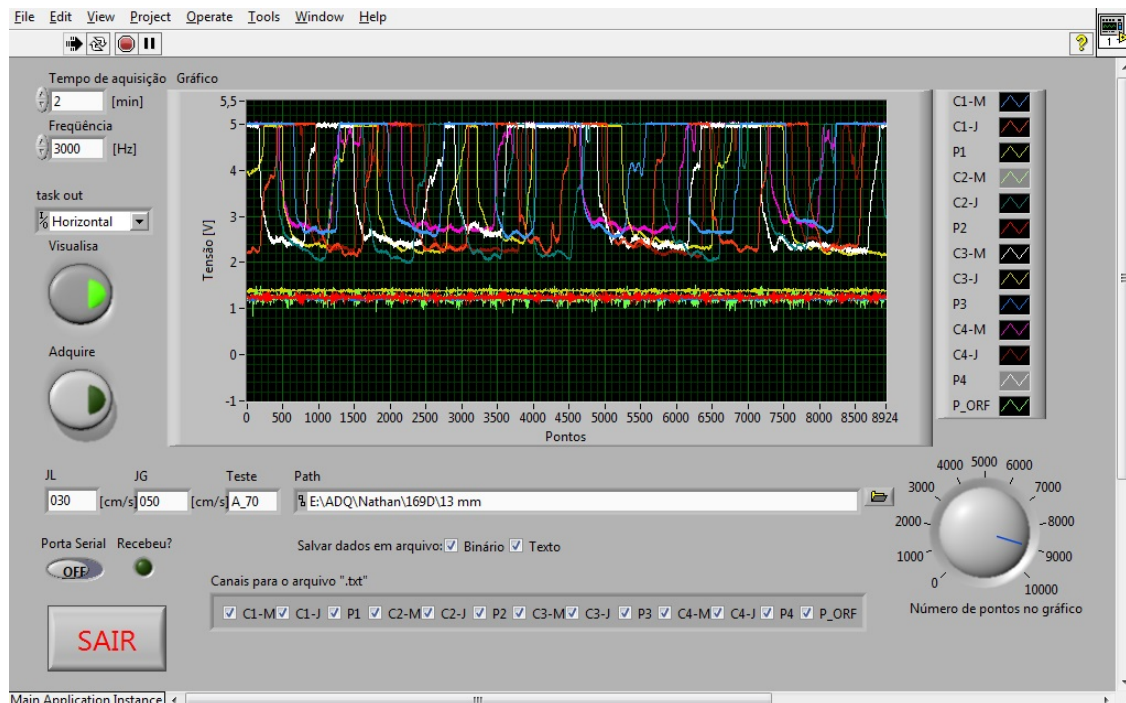 File Edit View Project Operate Tools Window Help
?
1
Tempo de aquisição
2 [min]
Freqüência
3000 [Hz]
task out
Horizontal
Visualisa
Adquire
Gráfico
Tensão [V]
5,5
5
4
3
2
1
0
-1
0 500 1000 1500 2000 2500 3000 3500 4000 4500 5000 5500 6000 6500 7000 7500 8000 8500 8924
Pontos
C1-M
C1-J
P1
C2-M
C2-J
P2
C3-M
C3-J
P3
C4-M
C4-J
P4
P_ORF
JL JG Teste Path
030 [cm/s] 050 [cm/s] A_70 E:\ADQ\Nathan\169D\13 mm
Porta Serial Recebeu?
OFF
Salvar dados em arquivo: Binário Texto
Canais para o arquivo ".txt"
C1-M C1-J P1 C2-M C2-J P2 C3-M C3-J P3 C4-M C4-J P4 P_ORF
SAIR
0 1000 2000 3000 4000 5000 6000 7000 8000 9000 10000
Número de pontos no gráfico
Main Application Instance